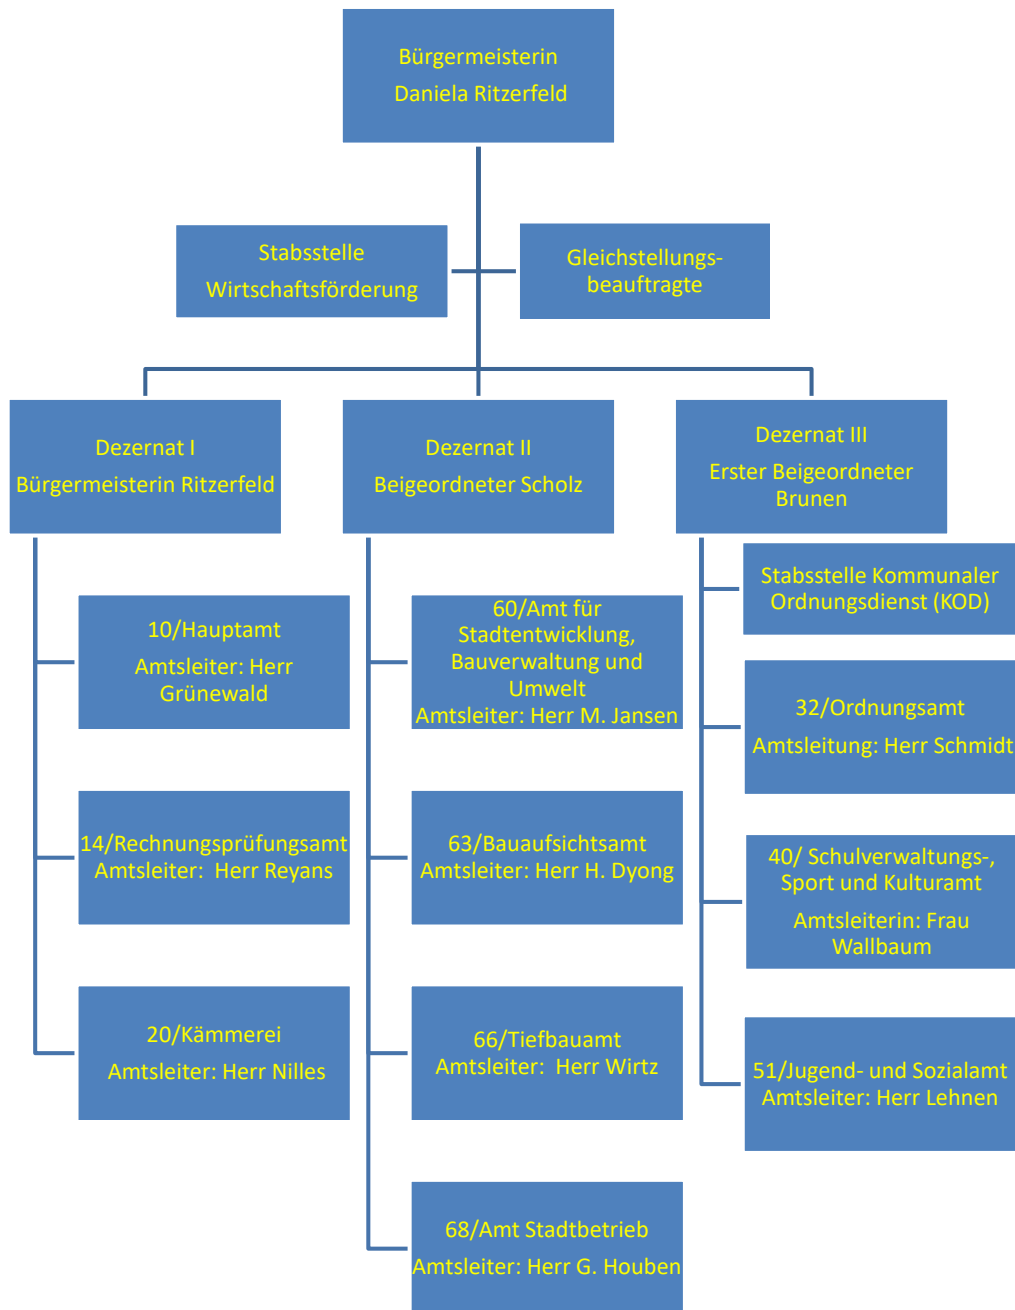 Bürgermeisterin
Daniela Ritzerfeld
Stabsstelle
Wirtschaftsförderung
Gleichstellungs-
beauftragte
Dezernat I
Bürgermeisterin Ritzerfeld
Dezernat II
Beigeordneter Scholz
Dezernat III
Erster Beigeordneter
Brunen
10/Hauptamt
Amtsleiter: Herr
Grünewald
14/Rechnungsprüfungsamt
Amtsleiter: Herr Reyans
20/Kämmerei
Amtsleiter: Herr Nilles
60/Amt für
Stadtentwicklung,
Bauverwaltung und
Umwelt
Amtsleiter: Herr M. Jansen
63/Bauaufsichtsamt
Amtsleiter: Herr H. Dyong
66/Tiefbauamt
Amtsleiter: Herr Wirtz
68/Amt Stadtbetrieb
Amtsleiter: Herr G. Houben
Stabsstelle Kommunaler
Ordnungsdienst (KOD)
32/Ordnungsamt
Amtsleitung: Herr Schmidt
40/ Schulverwaltungs-,
Sport und Kulturamt
Amtsleiterin: Frau
Wallbaum
51/Jugend- und Sozialamt
Amtsleiter: Herr Lehnen